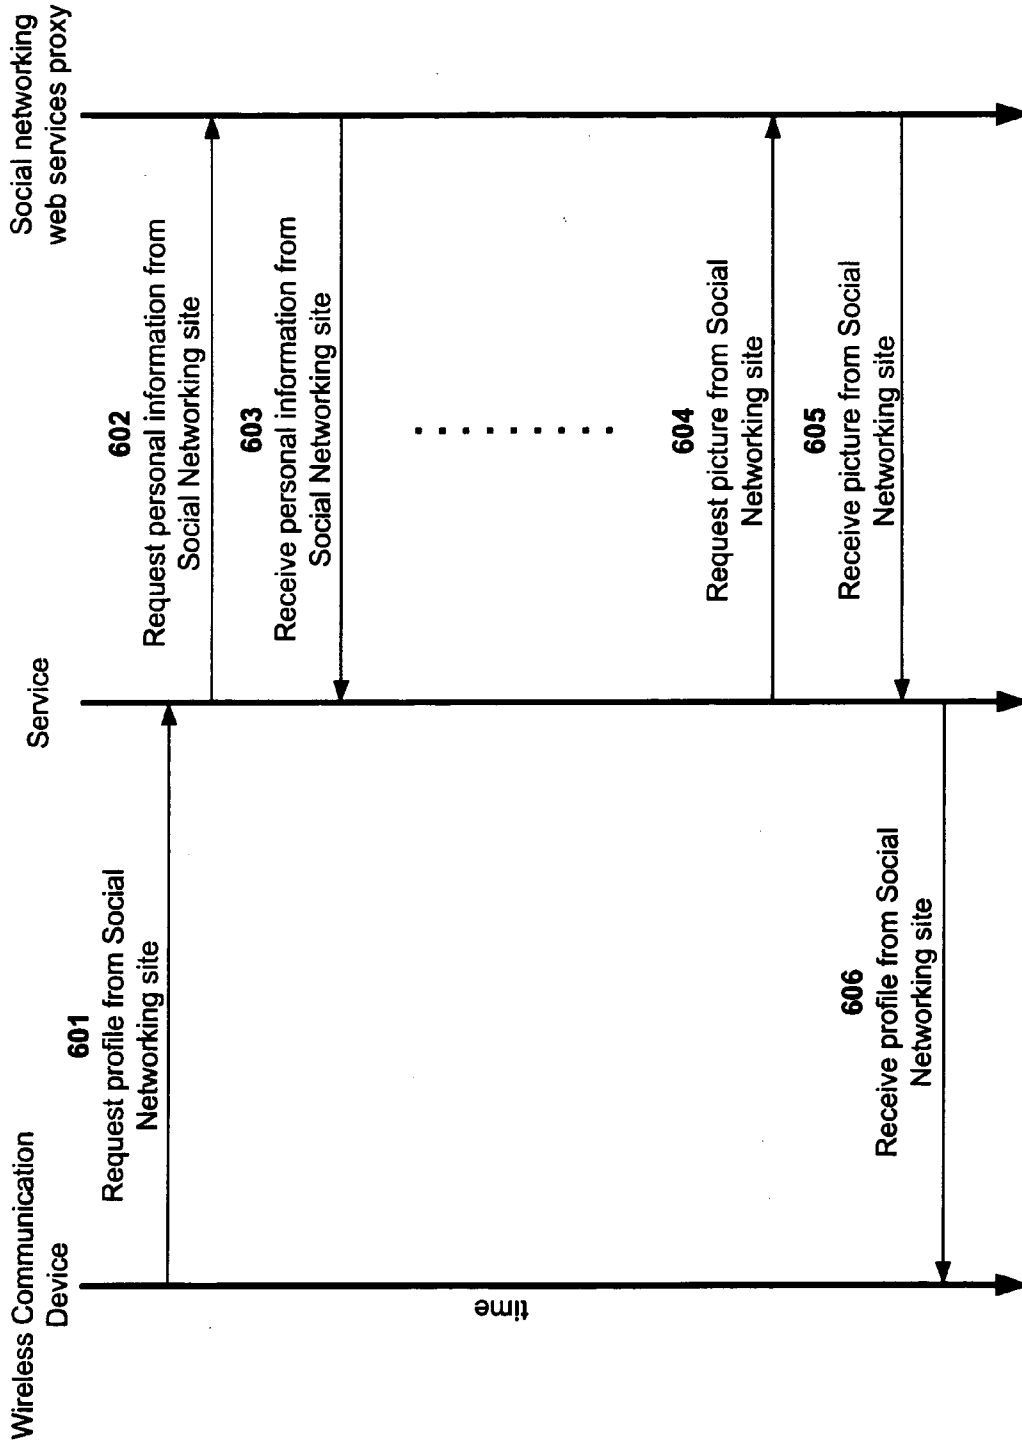 Wireless Communication
Device
Service
Social networking
web services proxy
601
Request profile from Social
Networking site
602
Request personal information from
Social Networking site
603
Receive personal information from
Social Networking site
604
Request picture from Social
Networking site
605
Receive picture from Social
Networking site
606
Receive profile from Social
Networking site
time